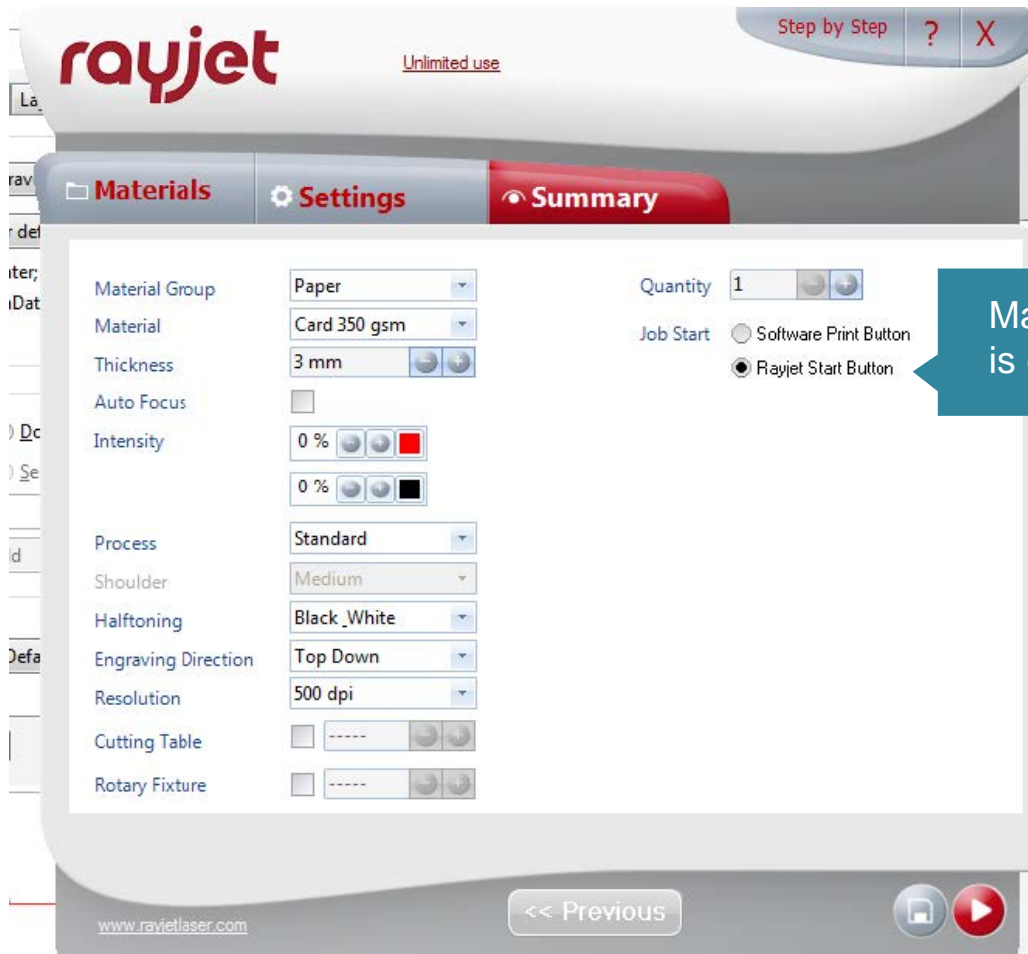 Step by Step ? X
rayjet
Unlimited use
Materials
Settings
Summary
Material Group Paper
Material Card 350 gsm
Thickness 3 mm
Auto Focus
Intensity 0 %
0 %
Process Standard
Shoulder Medium
Halftoning Black_White
Engraving Direction Top Down
Resolution 500 dpi
Cutting Table -----
Rotary Fixture -----
Quantity 1
Job Start Software Print Button
Rayjet Start Button
is
<< Previous
www.rayjetlaser.com